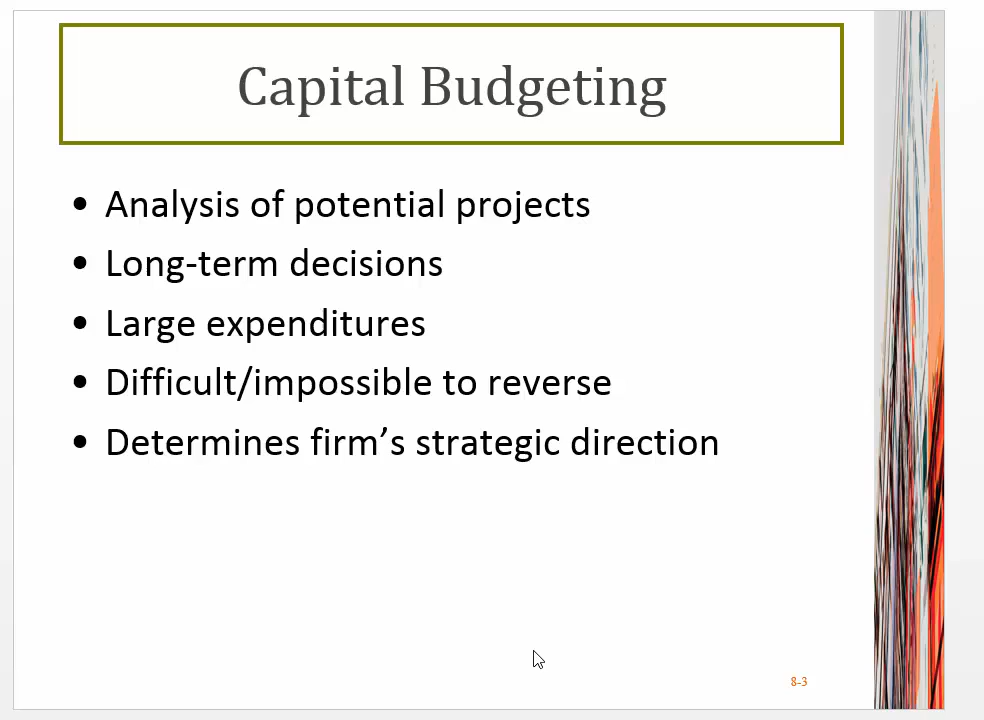 Capital Budgeting
• Analysis of potential projects
• Long-term decisions
• Large expenditures
• Difficult/impossible to reverse
• Determines firm’s strategic direction
8-3